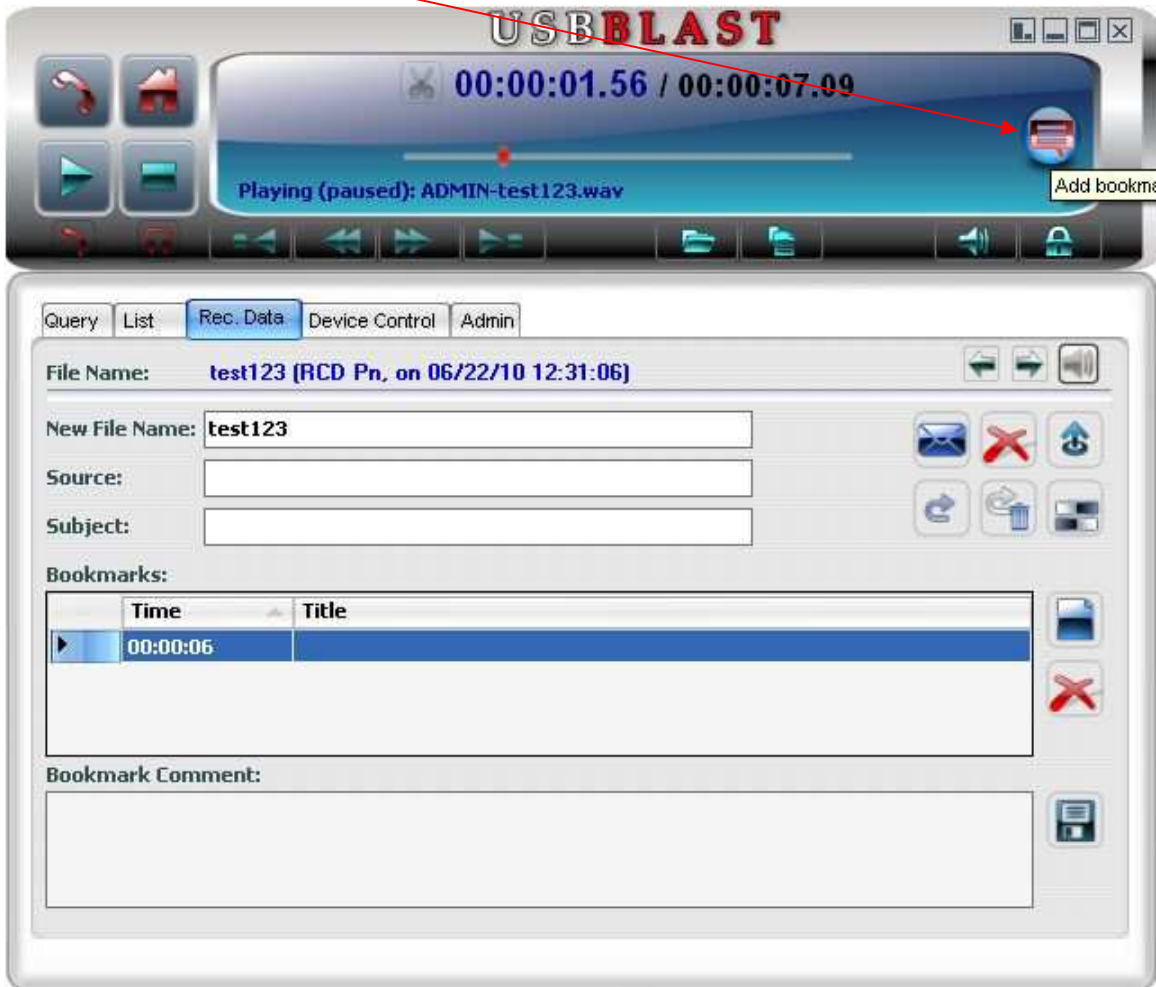 USBBLAST
00:00:01.56 / 00:00:07.09
Playing (paused): ADMIN-test123.wav
Add bookma
Query List Rec. Data Device Control Admin
File Name: test123 (RCD Pn, on 06/22/10 12:31:06)
New File Name: test123
Source:
Subject:
Bookmarks:
Time Title
00:00:06
Bookmark Comment: